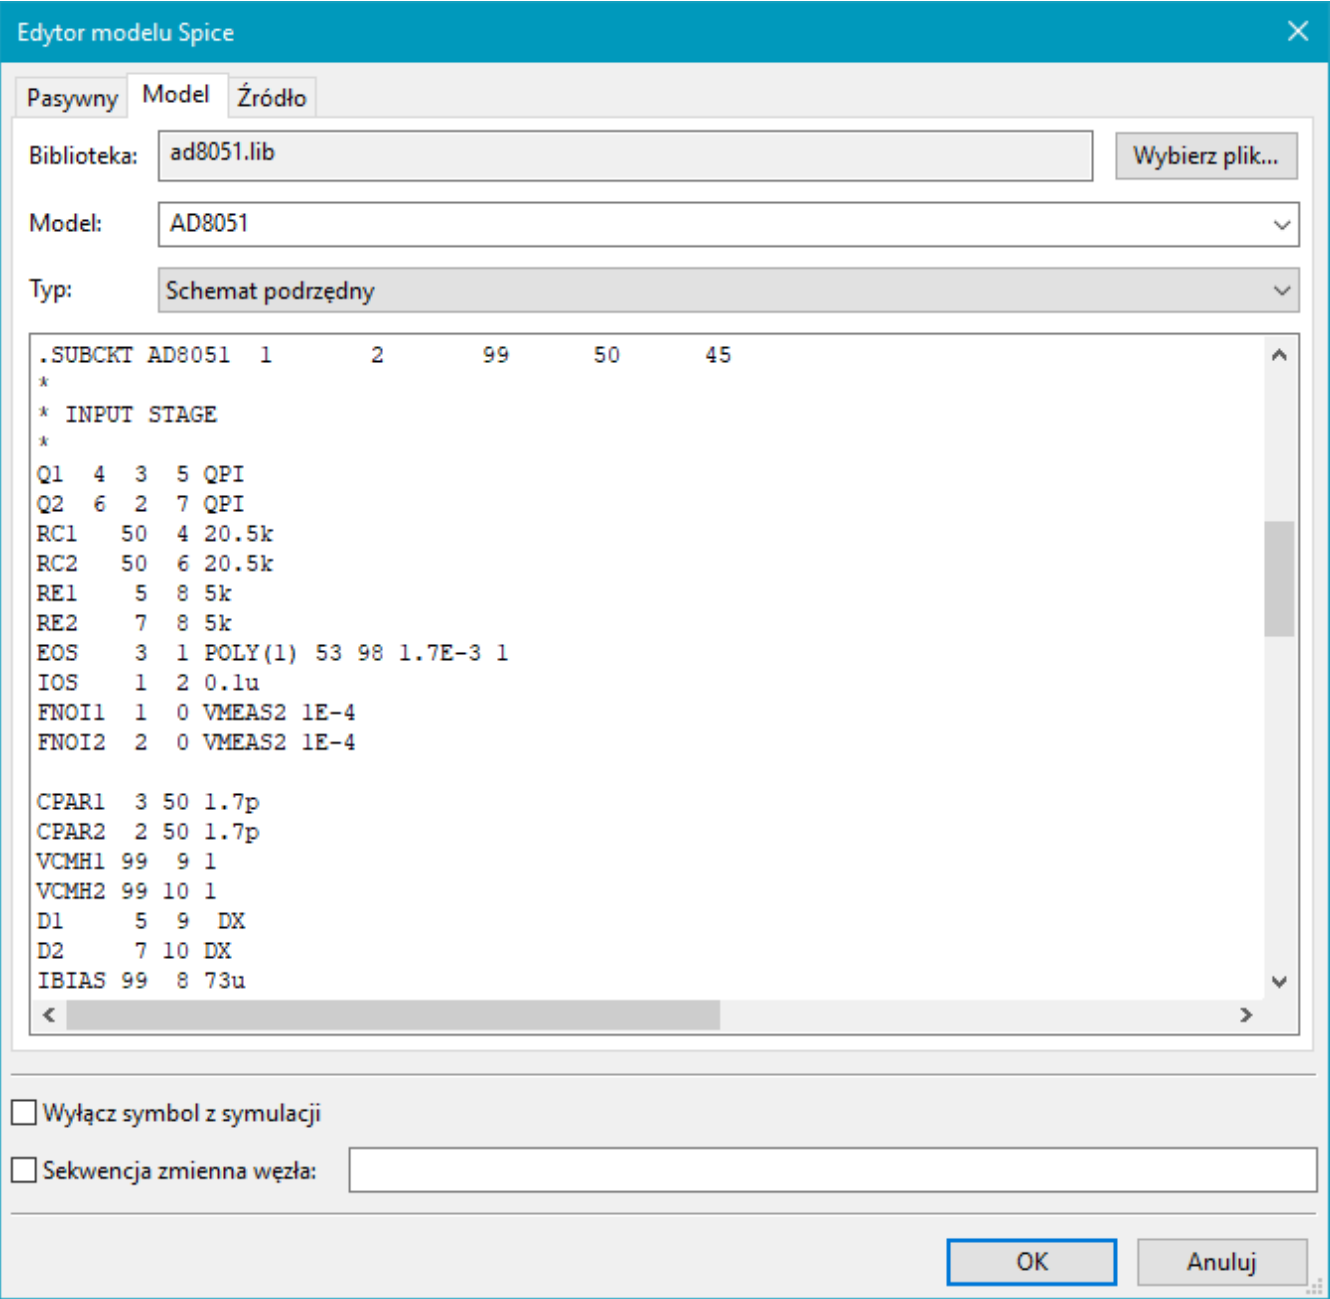 Edytor modelu Spice
Pasywny Model Źródło
Biblioteka: ad8051.lib Wybierz plik...
Model: AD8051
Typ: Schemat podrzędny
.SUBCKT AD8051 1 2 99 50 45
*
* INPUT STAGE
*
Q1 4 3 5 QPI
Q2 6 2 7 QPI
RC1 50 4 20.5k
RC2 50 6 20.5k
RE1 5 8 5k
RE2 7 8 5k
EOS 3 1 POLY(1) 53 98 1.7E-3 1
IOS 1 2 0.1u
FNOI1 1 0 VMEAS2 1E-4
FNOI2 2 0 VMEAS2 1E-4
CPAR1 3 50 1.7p
CPAR2 2 50 1.7p
VCMH1 99 9 1
VCMH2 99 10 1
D1 5 9 DX
D2 7 10 DX
IBIAS 99 8 73u
Wyłącz symbol z symulacji
Sekwencja zmienna węzła:
OK Anuluj